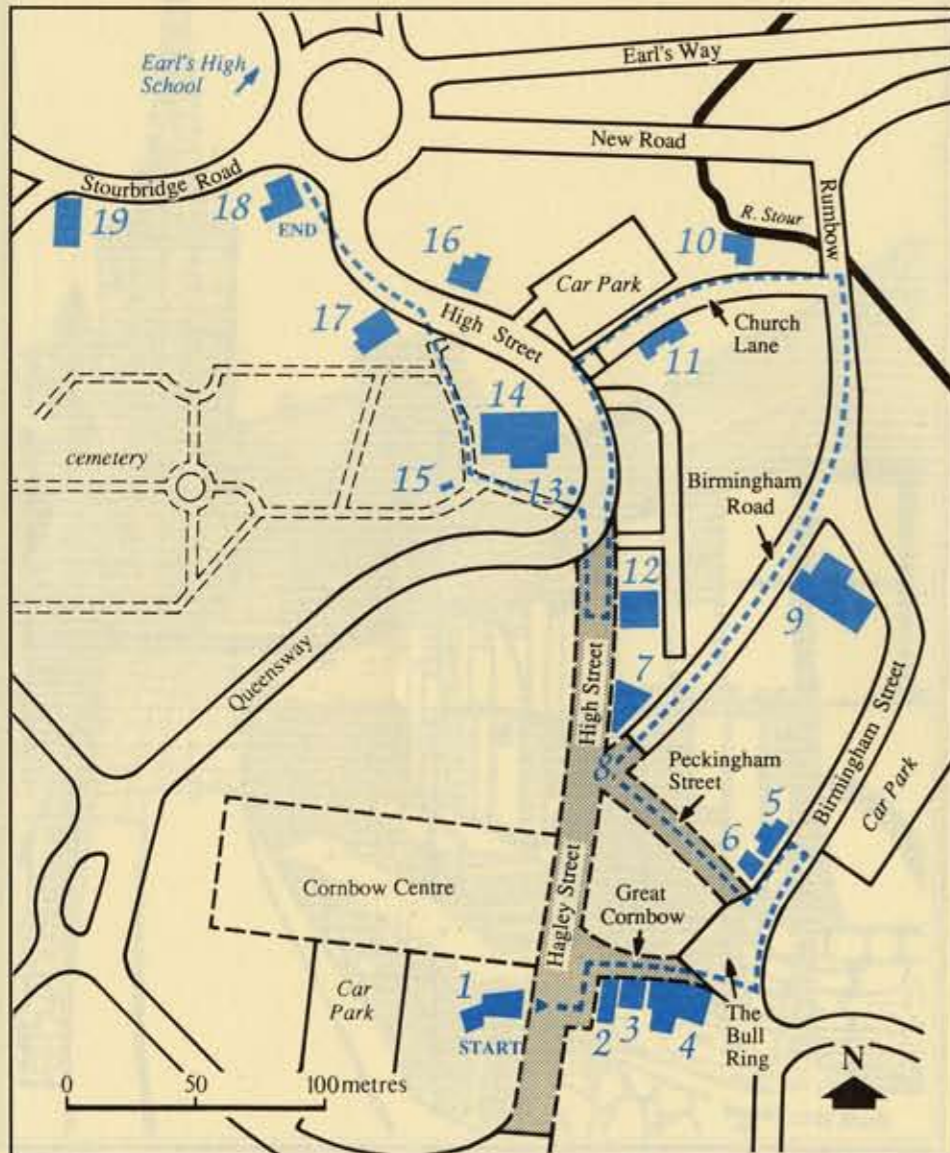 Earl's High
School
Earl's Way
New Road
Stourbridge Road
18
END
19
Rumbow
R. Stour
10
16
Car Park
17
High Street
Church
Lane
11
14
cemetery
15
13
Birmingham
Road
12
9
Queensway
High Street
7
8
Peckingham
Street
Birmingham Street
Car Park
5
6
Cornbow Centre
Hagley Street
Great
Cornbow
1
START
Car
Park
2
3
4
The
Bull
Ring
N
0 50 100 metres